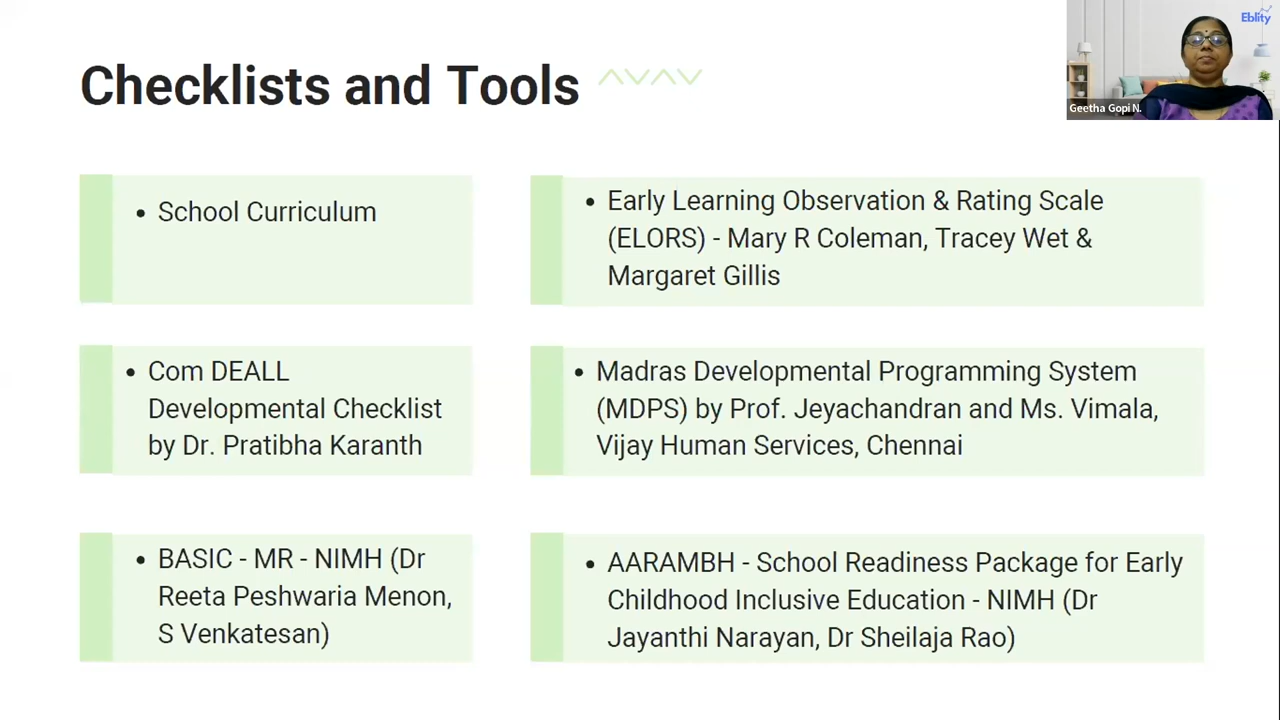 Checklists and Tools
Eblity
Geetha Gopi N.
• School Curriculum
• Early Learning Observation & Rating Scale
(ELORS) - Mary R Coleman, Tracey Wet &
Margaret Gillis
• Com DEALL
Developmental Checklist
by Dr. Pratibha Karanth
• Madras Developmental Programming System
(MDPS) by Prof. Jeyachandran and Ms. Vimala,
Vijay Human Services, Chennai
• BASIC - MR - NIMH (Dr
Reeta Peshwaria Menon,
S Venkatesan)
• AARAMBH - School Readiness Package for Early
Childhood Inclusive Education - NIMH (Dr
Jayanthi Narayan, Dr Sheilaja Rao)